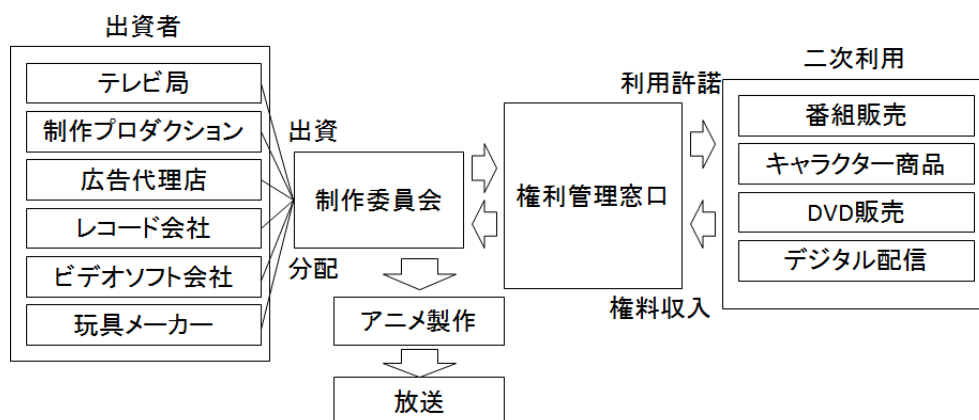 出資者
テレビ局
制作プロダクション
広告代理店
レコード会社
ビデオソフト会社
玩具メーカー
出資
制作委員会
分配
アニメ製作
放送
権利管理窓口
利用許諾
権料収入
二次利用
番組販売
キャラクター商品
DVD販売
デジタル配信